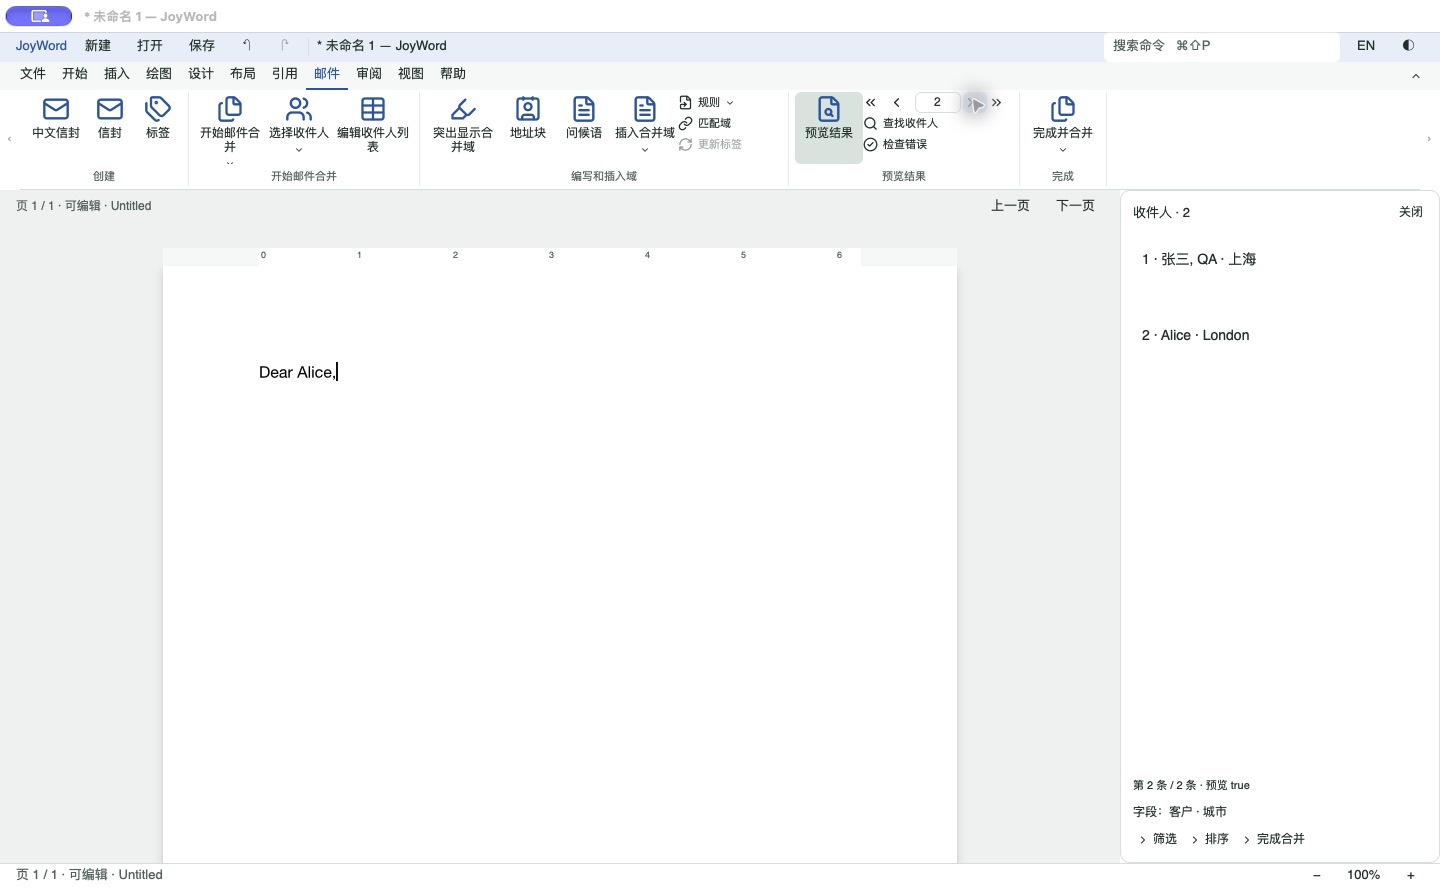 * 未命名 1 — JoyWord
JoyWord 新建 打开 保存 * 未命名 1 — JoyWord 搜索命令 ⌘⇧P EN
文件 开始 插入 绘图 设计 布局 引用 邮件 审阅 视图 帮助
中文信封 信封 标签
创建
开始邮件合并 选择收件人 编辑收件人列表
开始邮件合并
突出显示合并域 地址块 问候语 插入合并域
规则
匹配域
更新标签
编写和插入域
预览结果
2
查找收件人
检查错误
预览结果
完成并合并
完成
页 1 / 1 · 可编辑 · Untitled 上一页 下一页
0 1 2 3 4 5 6
Dear Alice,
收件人 · 2 关闭
1 · 张三, QA · 上海
2 · Alice · London
第 2 条 / 2 条 · 预览 true
字段：客户 · 城市
筛选 排序 完成合并
页 1 / 1 · 可编辑 · Untitled − 100% +